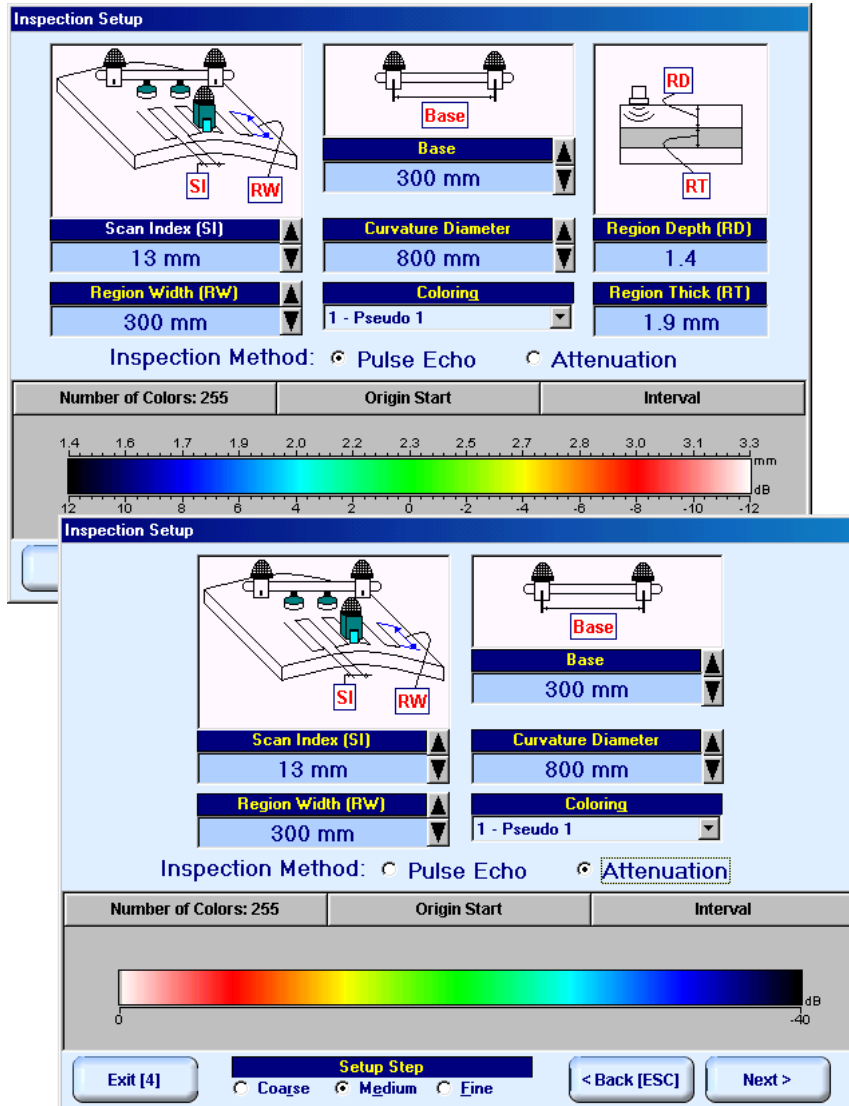 Inspection Setup
SI
RW
Base
RD
RT
Base
300 mm
Scan Index (SI)
13 mm
Curvature Diameter
800 mm
Region Depth (RD)
1.4
Region Width (RW)
300 mm
Coloring
1 - Pseudo 1
Region Thick (RT)
1.9 mm
Inspection Method: Pulse Echo Attenuation
Number of Colors: 255 Origin Start Interval
1.4 1.6 1.7 1.9 2.0 2.2 2.3 2.5 2.7 2.8 3.0 3.1 3.3
mm
dB
12 10 8 6 4 2 0 -2 -4 -6 -8 -10 -12
Inspection Setup
SI
RW
Base
Base
300 mm
Scan Index (SI)
13 mm
Curvature Diameter
800 mm
Region Width (RW)
300 mm
Coloring
1 - Pseudo 1
Inspection Method: Pulse Echo Attenuation
Number of Colors: 255 Origin Start Interval
dB
0 -40
Exit [4]
Setup Step
Coarse Medium Fine
< Back [ESC]
Next >